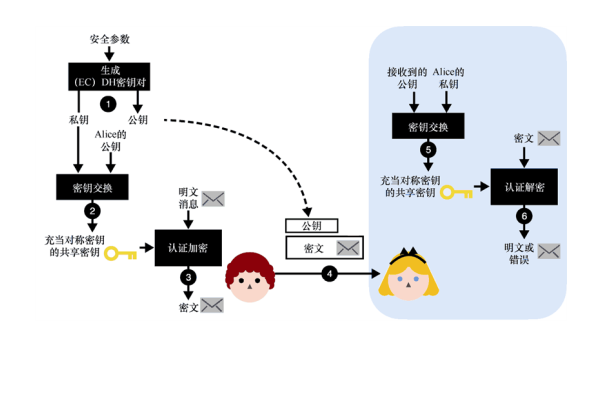 安全参数
生成
（EC）DH密钥对
1
私钥
公钥
Alice的
公钥
密钥交换
2
充当对称密钥
的共享密钥
明文
消息
认证加密
3
密文
公钥
密文
4
接收到的
公钥
Alice的
私钥
密钥交换
5
充当对称密钥
的共享密钥
密文
认证解密
6
明文或
错误